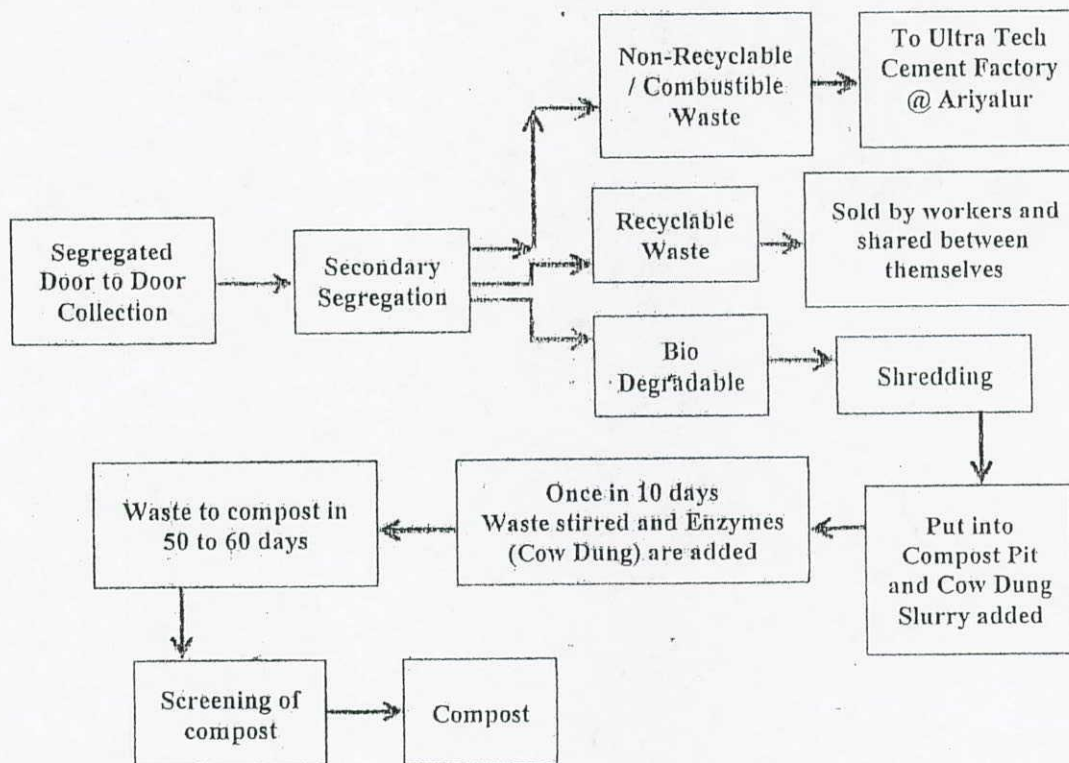 Non-Recyclable
/ Combustible
Waste
To Ultra Tech
Cement Factory
@ Ariyalur
Segregated
Door to Door
Collection
Secondary
Segregation
Recyclable
Waste
Sold by workers and
shared between
themselves
Bio
Degradable
Shredding
Put into
Compost Pit
and Cow Dung
Slurry added
Once in 10 days
Waste stirred and Enzymes
(Cow Dung) are added
Waste to compost in
50 to 60 days
Screening of
compost
Compost